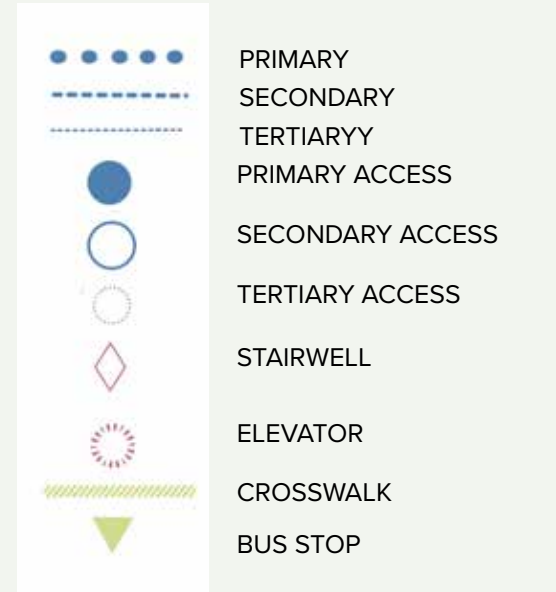 PRIMARY
SECONDARY
TERTIARYY
PRIMARY ACCESS
SECONDARY ACCESS
TERTIARY ACCESS
STAIRWELL
ELEVATOR
CROSSWALK
BUS STOP